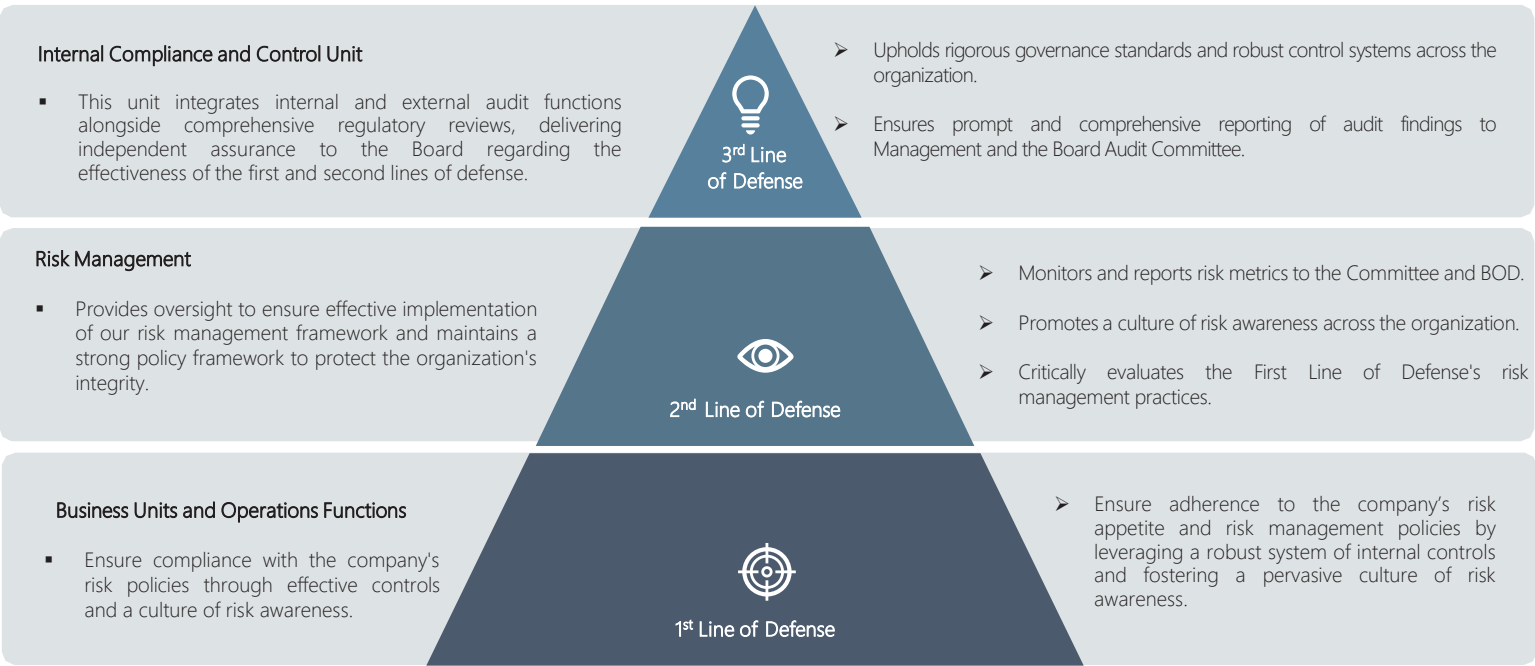 Internal Compliance and Control Unit
▪ This unit integrates internal and external audit functions
alongside comprehensive regulatory reviews, delivering
independent assurance to the Board regarding the
effectiveness of the first and second lines of defense.
3rd Line
of Defense
➢ Upholds rigorous governance standards and robust control systems across the
organization.
➢ Ensures prompt and comprehensive reporting of audit findings to
Management and the Board Audit Committee.
Risk Management
▪ Provides oversight to ensure effective implementation
of our risk management framework and maintains a
strong policy framework to protect the organization's
integrity.
2nd Line of Defense
➢ Monitors and reports risk metrics to the Committee and BOD.
➢ Promotes a culture of risk awareness across the organization.
➢ Critically evaluates the First Line of Defense's risk
management practices.
Business Units and Operations Functions
▪ Ensure compliance with the company's
risk policies through effective controls
and a culture of risk awareness.
1st Line of Defense
➢ Ensure adherence to the company’s risk
appetite and risk management policies by
leveraging a robust system of internal controls
and fostering a pervasive culture of risk
awareness.